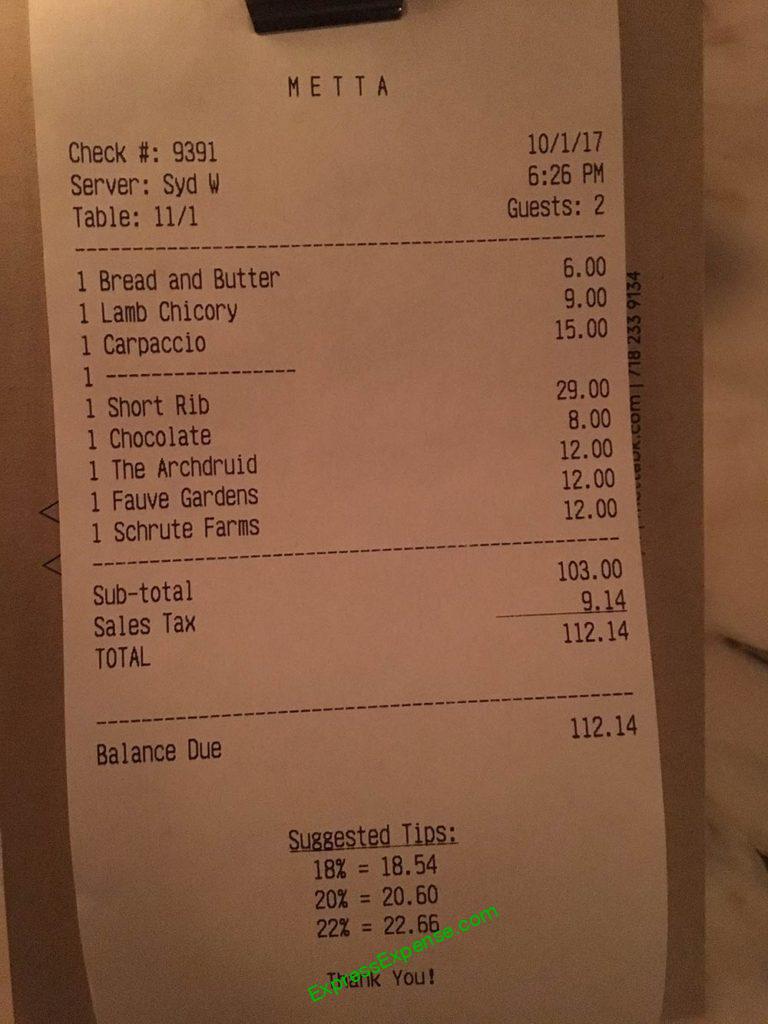 METTA
Check #: 9391 10/1/17
Server: Syd W 6:26 PM
Table: 11/1 Guests: 2
------------------------------------------
1 Bread and Butter 6.00
1 Lamb Chicory 9.00
1 Carpaccio 15.00
1 -----------------
1 Short Rib 29.00
1 Chocolate 8.00
1 The Archdruid 12.00
1 Fauve Gardens 12.00
1 Schrute Farms 12.00
------------------------------------------
Sub-total 103.00
Sales Tax 9.14
TOTAL 112.14
------------------------------------------
Balance Due 112.14
Suggested Tips:
18% = 18.54
20% = 20.60
22% = 22.66
Thank You!
ExpressExpense.com
| 718 233 9134